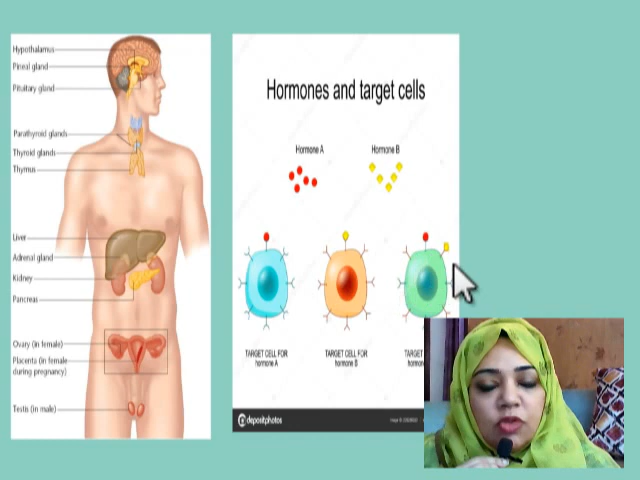 Hypothalamus
Pineal gland
Pituitary gland
Parathyroid glands
Thyroid glands
Thymus
Liver
Adrenal gland
Kidney
Pancreas
Ovary (in female)
Placenta (in female
during pregnancy)
Testis (in male)
Hormones and target cells
Hormone A
Hormone B
TARGET CELL FOR
hormone A
TARGET CELL FOR
hormone B
depositphotos